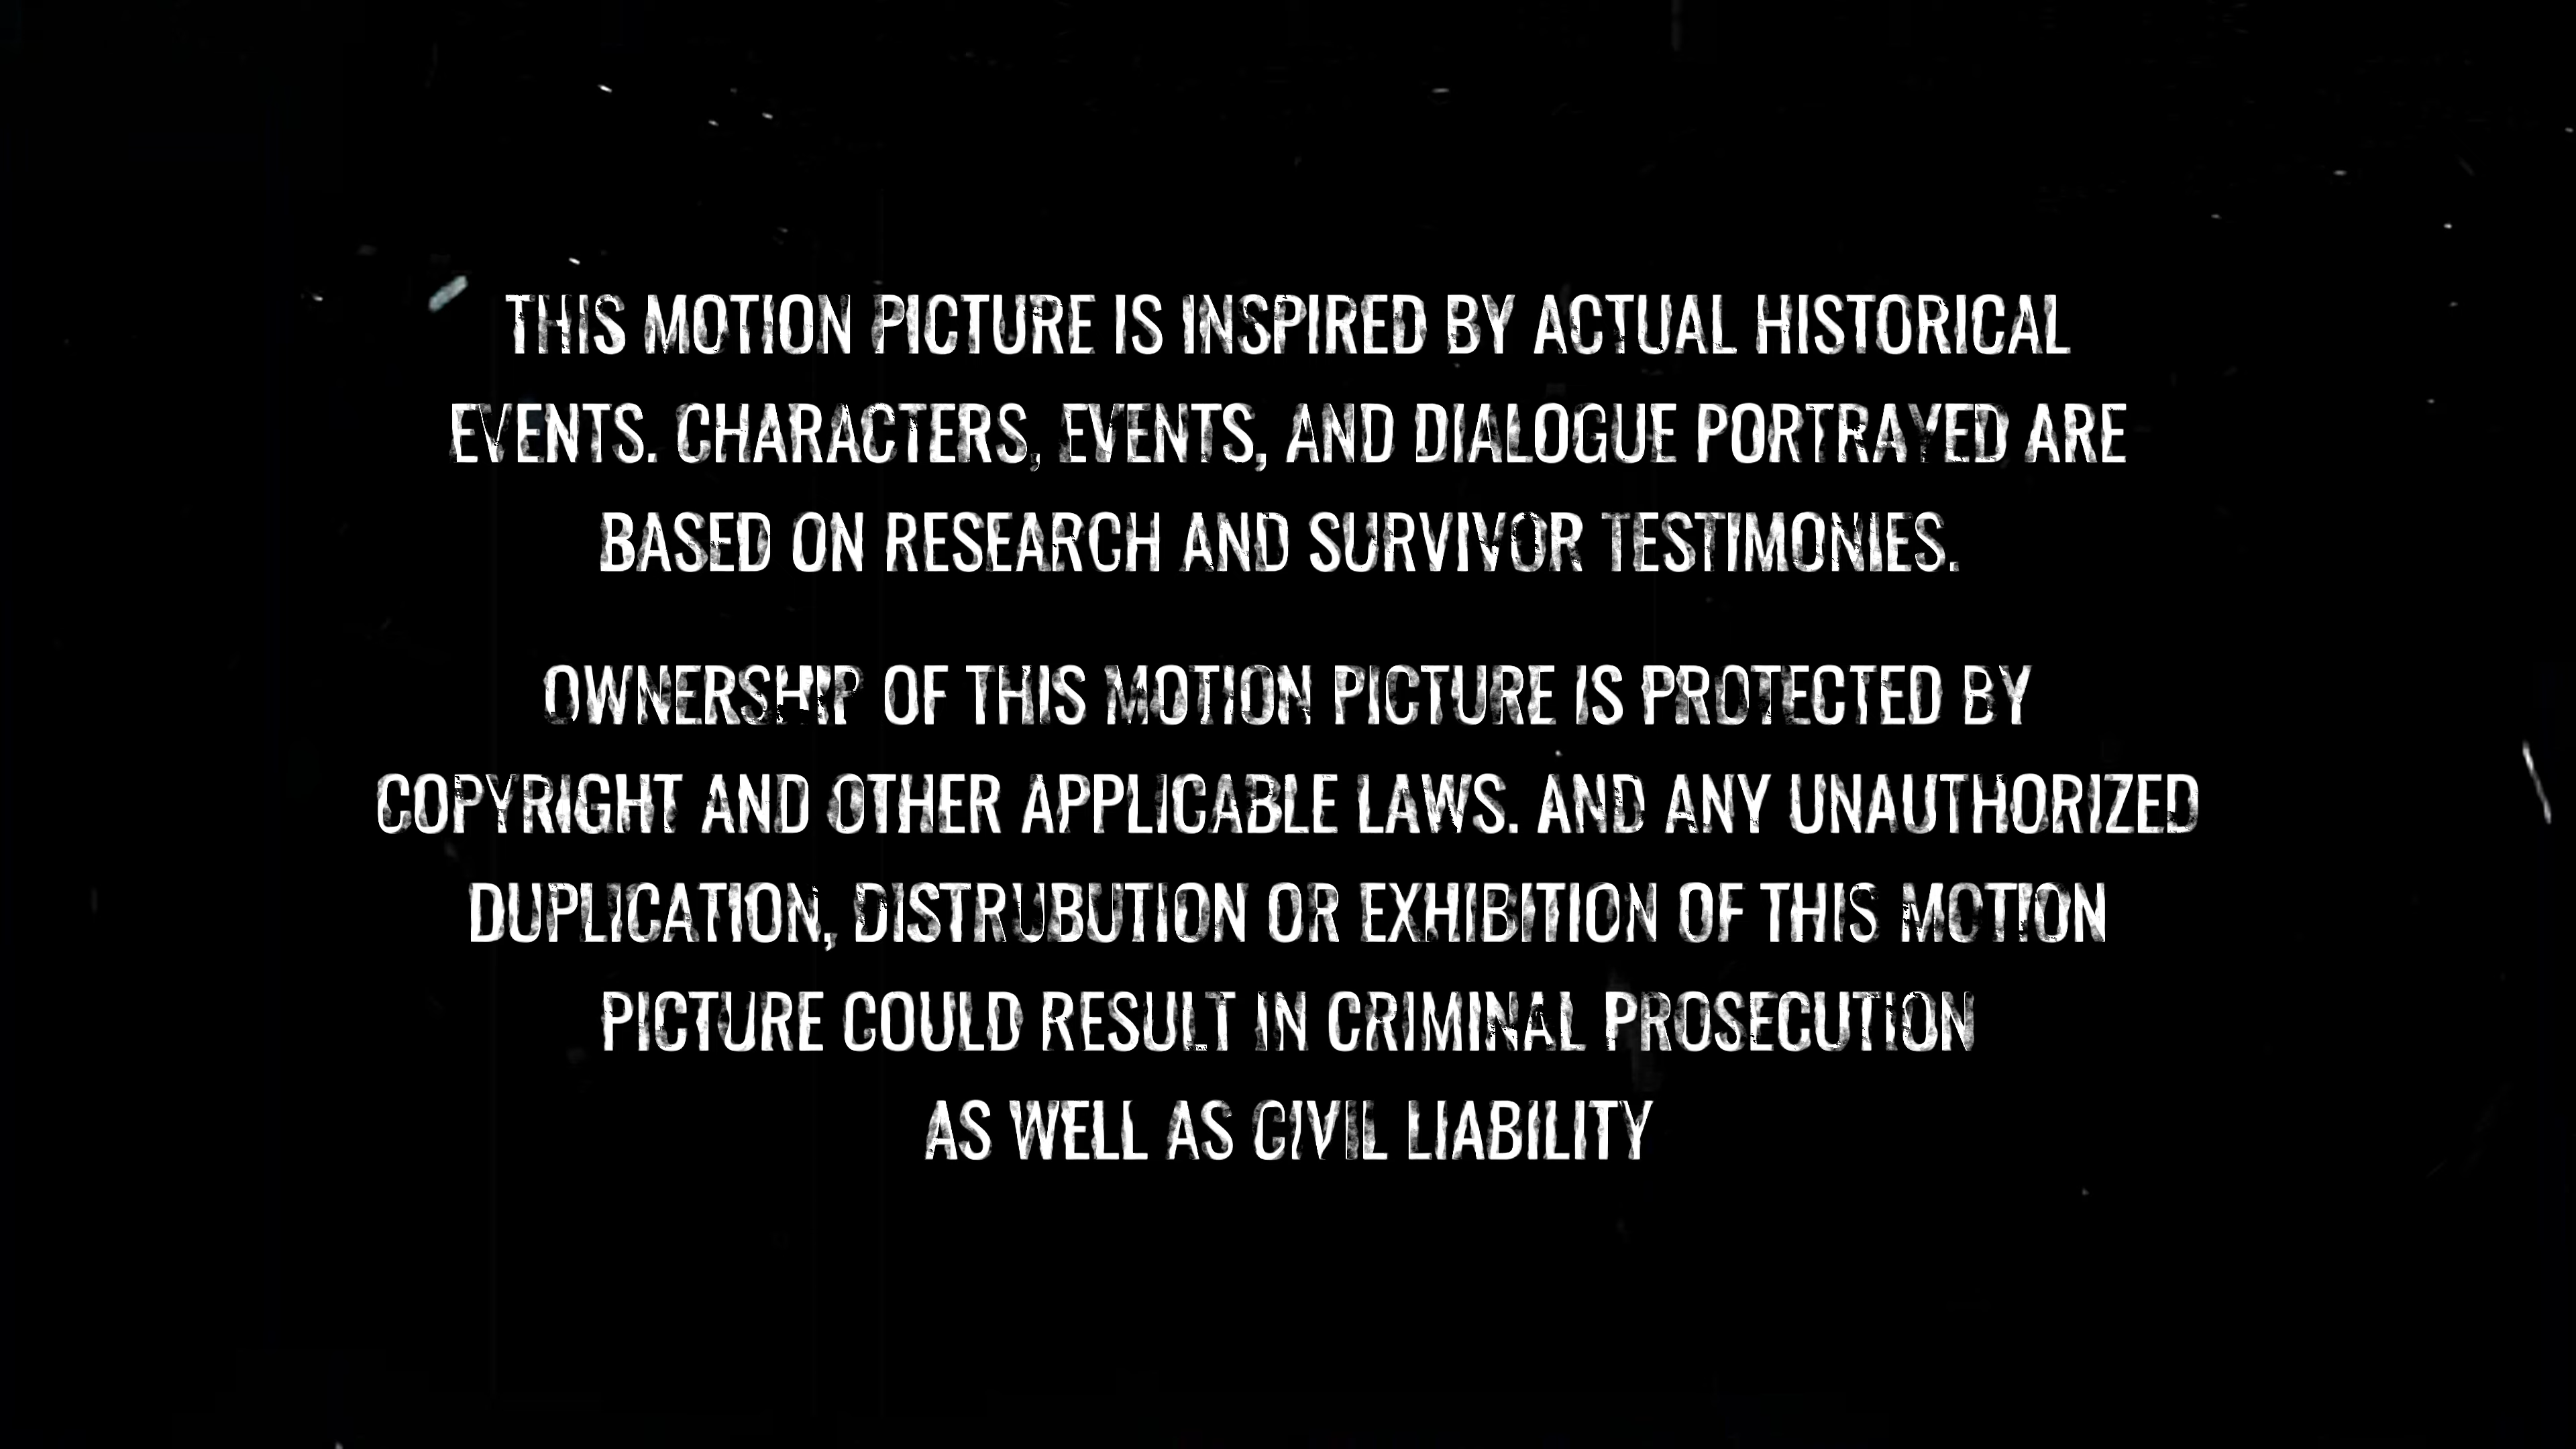 THIS MOTION PICTURE IS INSPIRED BY ACTUAL HISTORICAL
EVENTS. CHARACTERS, EVENTS, AND DIALOGUE PORTRAYED ARE
BASED ON RESEARCH AND SURVIVOR TESTIMONIES.
OWNERSHIP OF THIS MOTION PICTURE IS PROTECTED BY
COPYRIGHT AND OTHER APPLICABLE LAWS. AND ANY UNAUTHORIZED
DUPLICATION, DISTRUBUTION OR EXHIBITION OF THIS MOTION
PICTURE COULD RESULT IN CRIMINAL PROSECUTION
AS WELL AS CIVIL LIABILITY